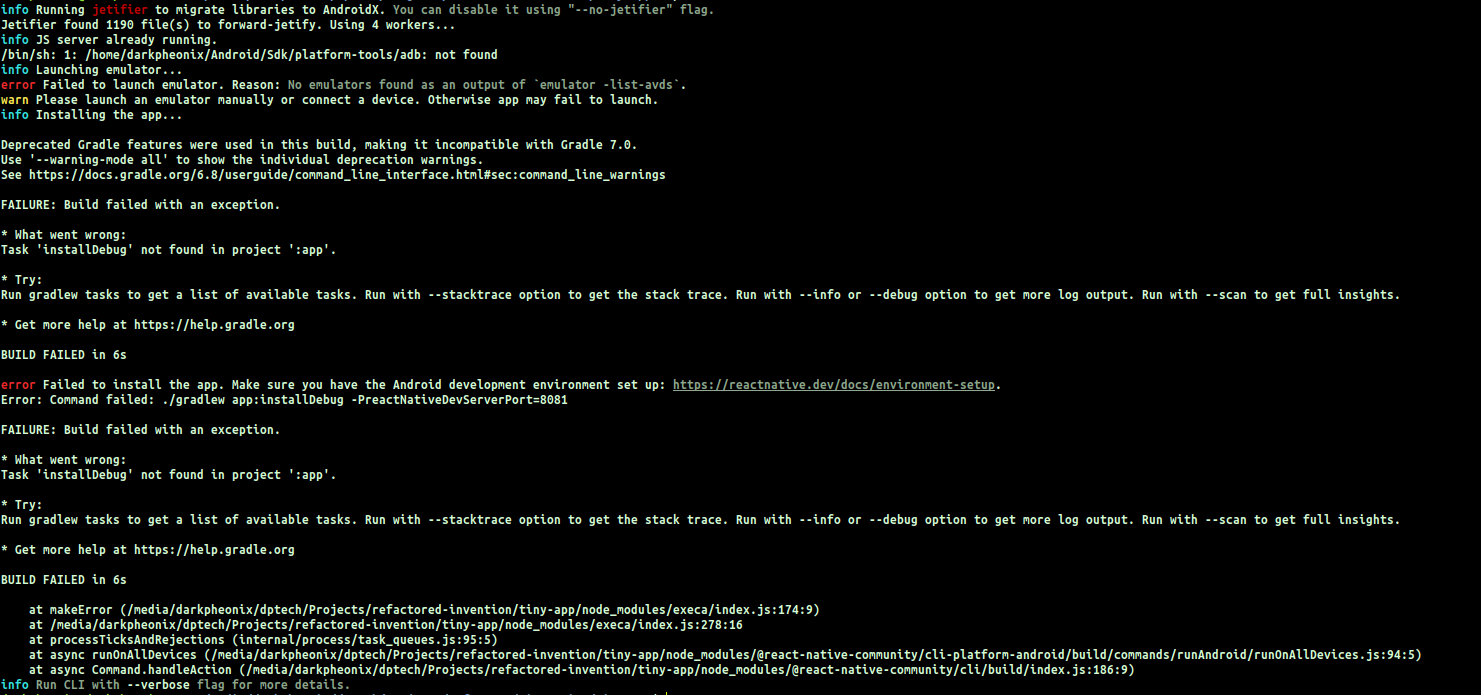 info Running jetifier to migrate libraries to AndroidX. You can disable it using "--no-jetifier" flag.
Jetifier found 1190 file(s) to forward-jetify. Using 4 workers...
info JS server already running.
/bin/sh: 1: /home/darkpheonix/Android/Sdk/platform-tools/adb: not found
info Launching emulator...
error Failed to launch emulator. Reason: No emulators found as an output of `emulator -list-avds`.
warn Please launch an emulator manually or connect a device. Otherwise app may fail to launch.
info Installing the app...
Deprecated Gradle features were used in this build, making it incompatible with Gradle 7.0.
Use '--warning-mode all' to show the individual deprecation warnings.
See https://docs.gradle.org/6.8/userguide/command_line_interface.html#sec:command_line_warnings
FAILURE: Build failed with an exception.
* What went wrong:
Task 'installDebug' not found in project ':app'.
* Try:
Run gradlew tasks to get a list of available tasks. Run with --stacktrace option to get the stack trace. Run with --info or --debug option to get more log output. Run with --scan to get full insights.
* Get more help at https://help.gradle.org
BUILD FAILED in 6s
error Failed to install the app. Make sure you have the Android development environment set up: https://reactnative.dev/docs/environment-setup.
Error: Command failed: ./gradlew app:installDebug -PreactNativeDevServerPort=8081
FAILURE: Build failed with an exception.
* What went wrong:
Task 'installDebug' not found in project ':app'.
* Try:
Run gradlew tasks to get a list of available tasks. Run with --stacktrace option to get the stack trace. Run with --info or --debug option to get more log output. Run with --scan to get full insights.
* Get more help at https://help.gradle.org
BUILD FAILED in 6s
at makeError (/media/darkpheonix/dptech/Projects/refactored-invention/tiny-app/node_modules/execa/index.js:174:9)
at /media/darkpheonix/dptech/Projects/refactored-invention/tiny-app/node_modules/execa/index.js:278:16
at processTicksAndRejections (internal/process/task_queues.js:95:5)
at async runOnAllDevices (/media/darkpheonix/dptech/Projects/refactored-invention/tiny-app/node_modules/@react-native-community/cli-platform-android/build/commands/runAndroid/runOnAllDevices.js:94:5)
at async Command.handleAction (/media/darkpheonix/dptech/Projects/refactored-invention/tiny-app/node_modules/@react-native-community/cli/build/index.js:186:9)
info Run CLI with --verbose flag for more details.